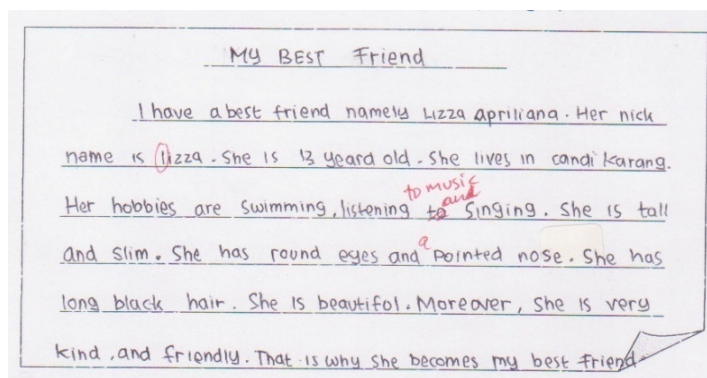 My BEST Friend
I have a best friend namely Lizza Apriliana. Her nick
name is lizza. She is 13 yeard old. She lives in candi karang.
to music
and
Her hobbies are swimming, listening to singing. She is tall
a
and slim. She has round eyes and pointed nose. She has
long black hair. She is beautifol. Moreover, She is very
kind, and friendly. That is why she becomes my best friend